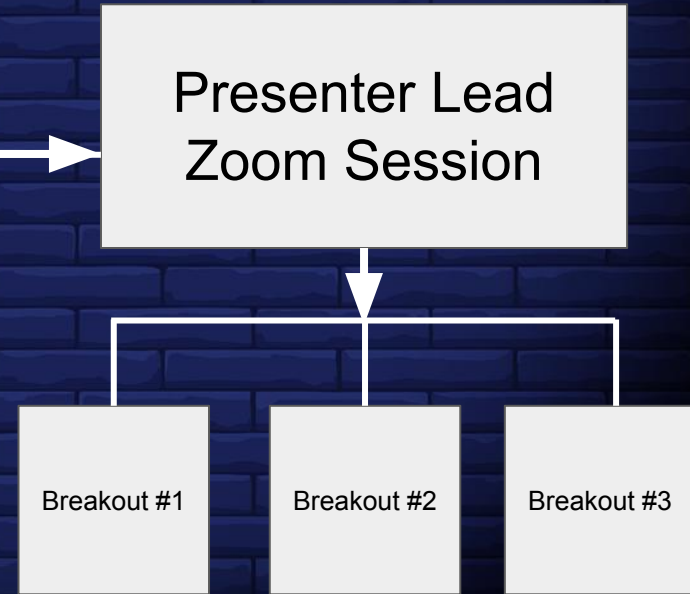 Presenter Lead
Zoom Session
Breakout #1
Breakout #2
Breakout #3